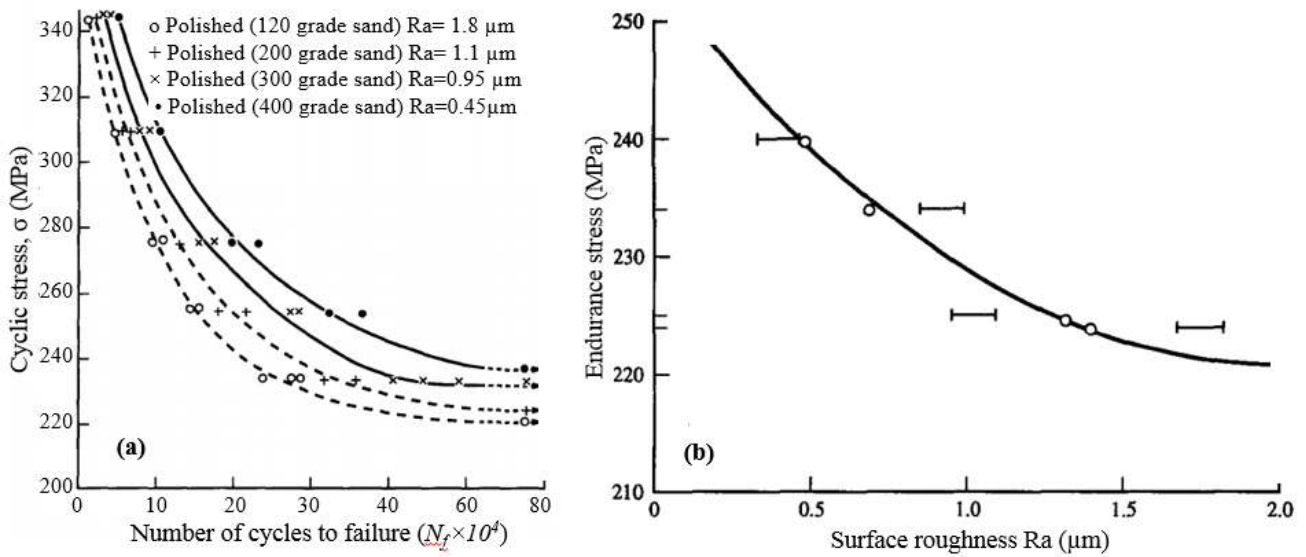 340
320
300
280
260
240
220
200
Cyclic stress, σ (MPa)
Polished (120 grade sand) Ra= 1.8 µm
Polished (200 grade sand) Ra= 1.1 µm
Polished (300 grade sand) Ra=0.95 µm
Polished (400 grade sand) Ra=0.45µm
(a)
0 10 20 30 60 80
Number of cycles to failure (Nf×10⁴)
250
240
230
220
210
Endurance stress (MPa)
(b)
0 0.5 1.0 1.5 2.0
Surface roughness Ra (µm)